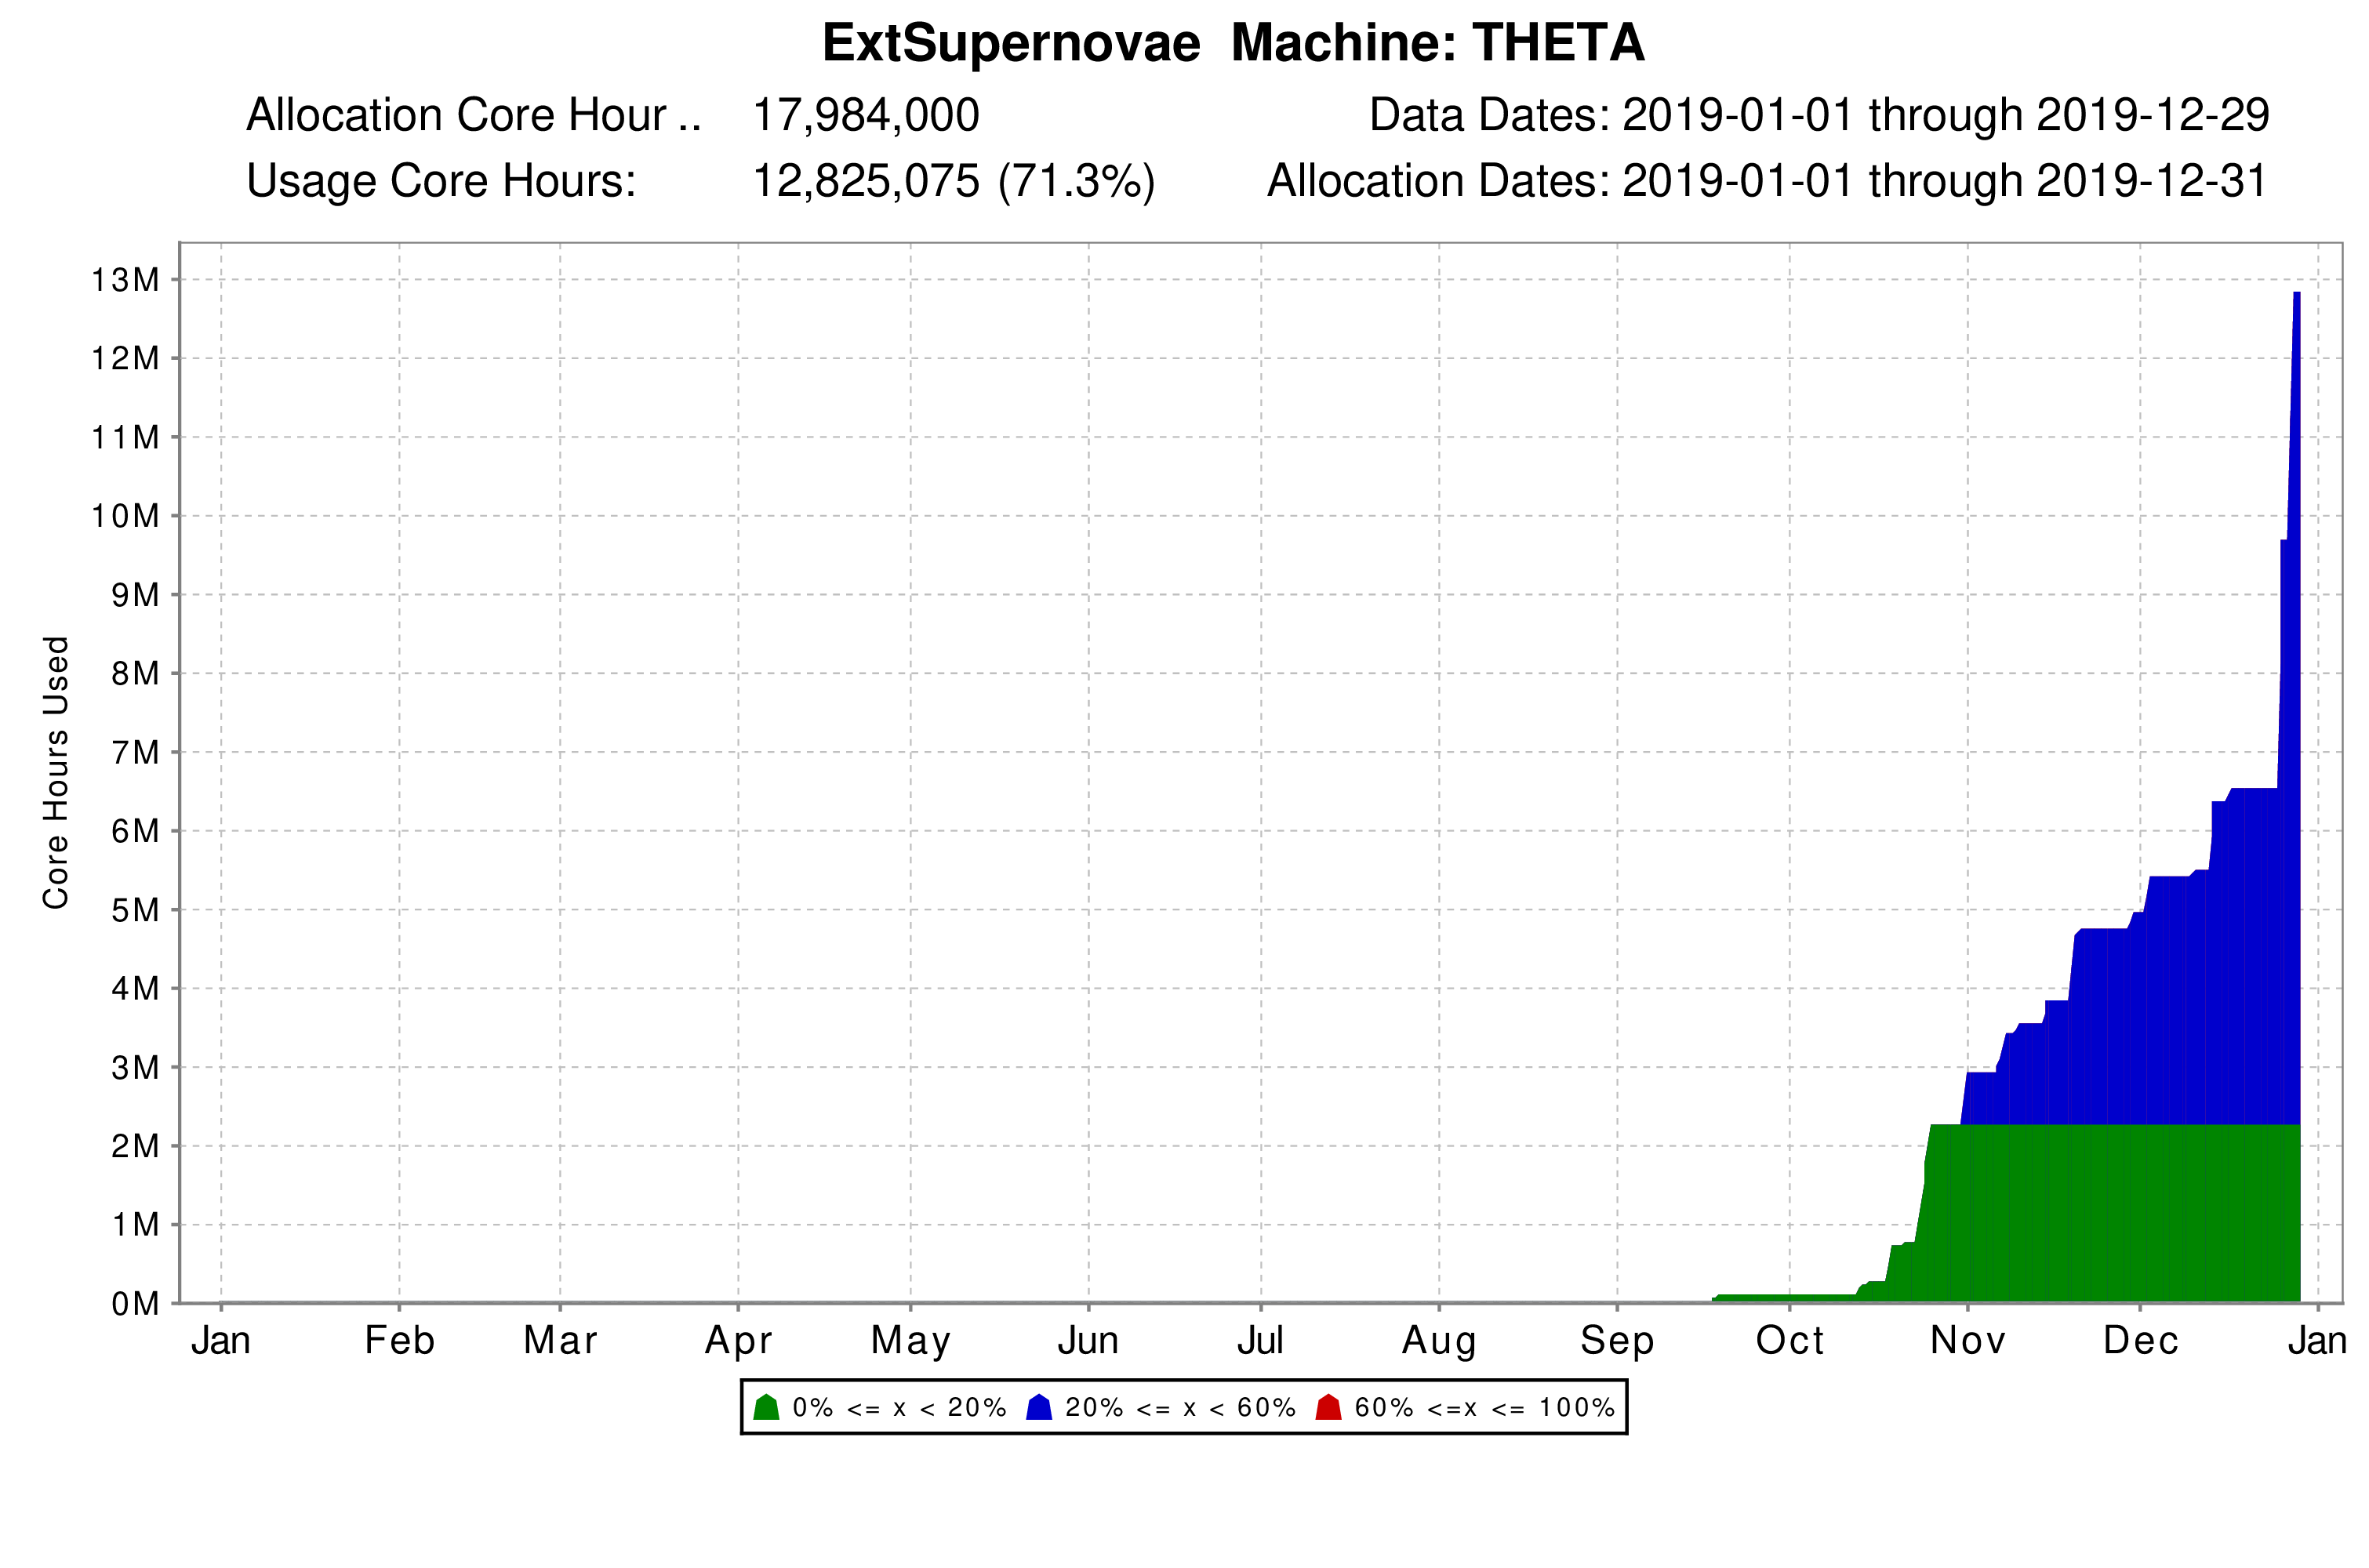 ExtSupernovae Machine: THETA
Allocation Core Hour .. 17,984,000 Data Dates: 2019-01-01 through 2019-12-29
Usage Core Hours: 12,825,075 (71.3%) Allocation Dates: 2019-01-01 through 2019-12-31
13M
12M
11M
10M
9M
8M
7M
6M
5M
4M
3M
2M
1M
0M
Core Hours Used
Jan Feb Mar Apr May Jun Jul Aug Sep Oct Nov Dec Jan
0% <= x < 20% 20% <= x < 60% 60% <=x <= 100%